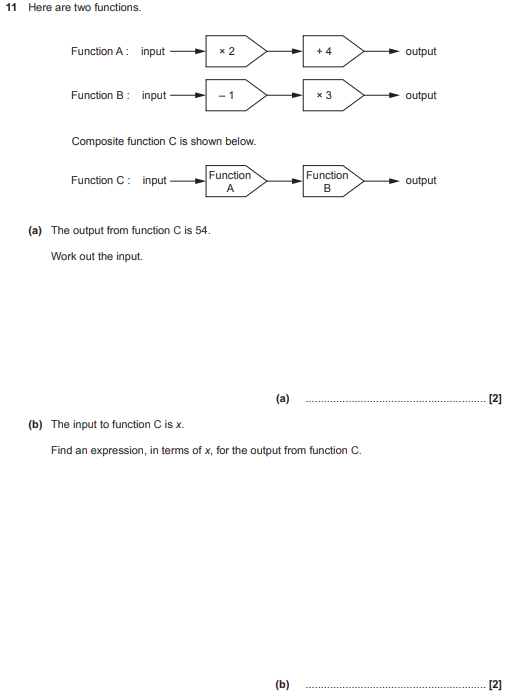 11 Here are two functions.
Function A : input × 2 + 4 output
Function B : input – 1 × 3 output
Composite function C is shown below.
Function C : input Function A Function B output
(a) The output from function C is 54.
Work out the input.
(a) ............................................................ [2]
(b) The input to function C is x.
Find an expression, in terms of x, for the output from function C.
(b) ............................................................ [2]